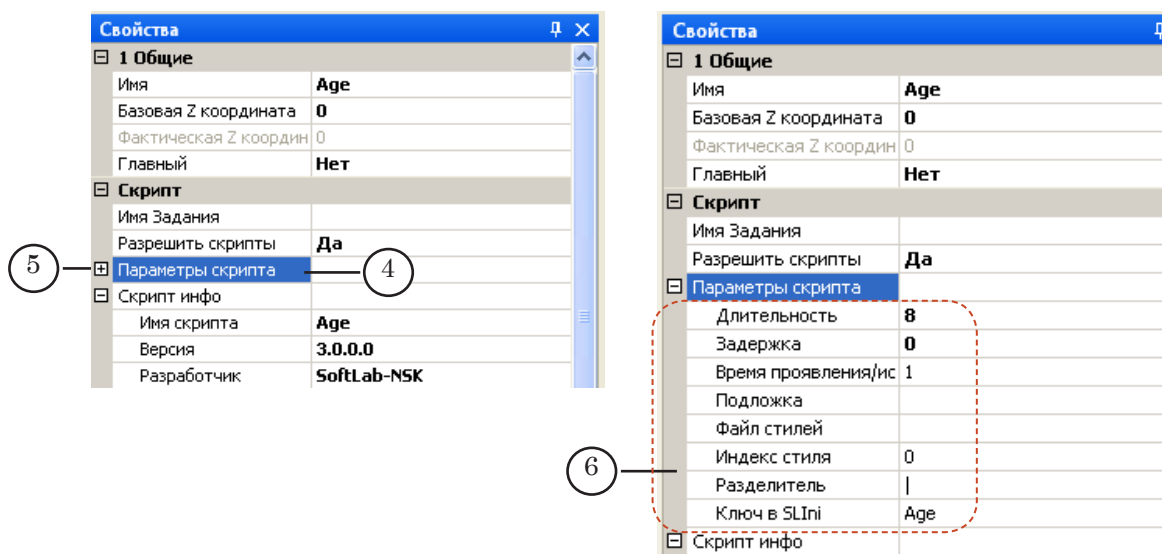 Свойства
1 Общие
Имя Age
Базовая Z координата 0
Фактическая Z координ 0
Главный Нет
Скрипт
Имя Задания
Разрешить скрипты Да
5 Параметры скрипта 4
Скрипт инфо
Имя скрипта Age
Версия 3.0.0.0
Разработчик SoftLab-NSK
Свойства
1 Общие
Имя Age
Базовая Z координата 0
Фактическая Z координ 0
Главный Нет
Скрипт
Имя Задания
Разрешить скрипты Да
Параметры скрипта
Длительность 8
Задержка 0
Время проявления/ис 1
Подложка
Файл стилей
6 Индекс стиля 0
Разделитель |
Ключ в SLIni Age
Скрипт инфо